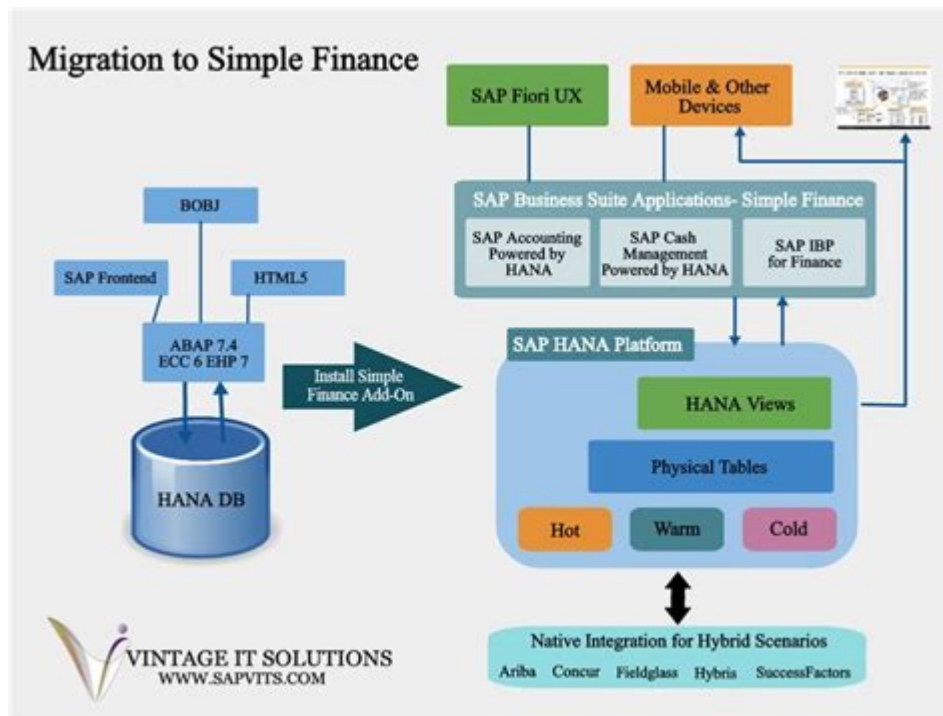 Migration to Simple Finance
SAP Fiori UX
Mobile & Other
Devices
BOBJ
SAP Frontend
HTML5
ABAP 7.4
ECC 6 EHP 7
HANA DB
Install Simple
Finance Add-On
SAP Business Suite Applications- Simple Finance
SAP Accounting
Powered by
HANA
SAP Cash
Management
Powered by HANA
SAP IBP
for Finance
SAP HANA Platform
HANA Views
Physical Tables
Hot
Warm
Cold
Native Integration for Hybrid Scenarios
Ariba Concur Fieldglass Hybris SuccessFactors
VINTAGE IT SOLUTIONS
WWW.SAPVITS.COM